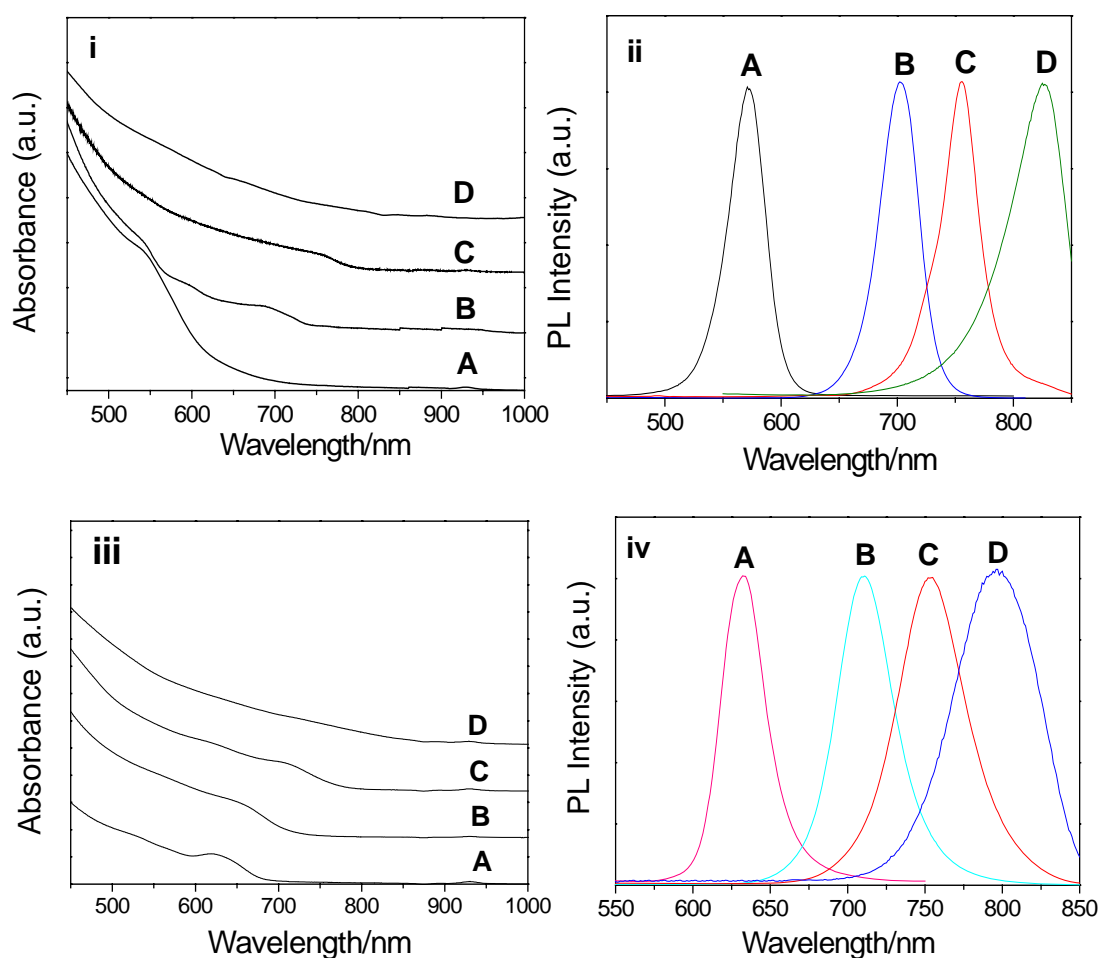 i
Absorbance (a.u.)
D
C
B
A
500 600 700 800 900 1000
Wavelength/nm
ii
PL Intensity (a.u.)
A B C D
500 600 700 800
Wavelength/nm
iii
Absorbance (a.u.)
D
C
B
A
500 600 700 800 900 1000
Wavelength/nm
iv
PL Intensity (a.u.)
A B C D
550 600 650 700 750 800 850
Wavelength/nm